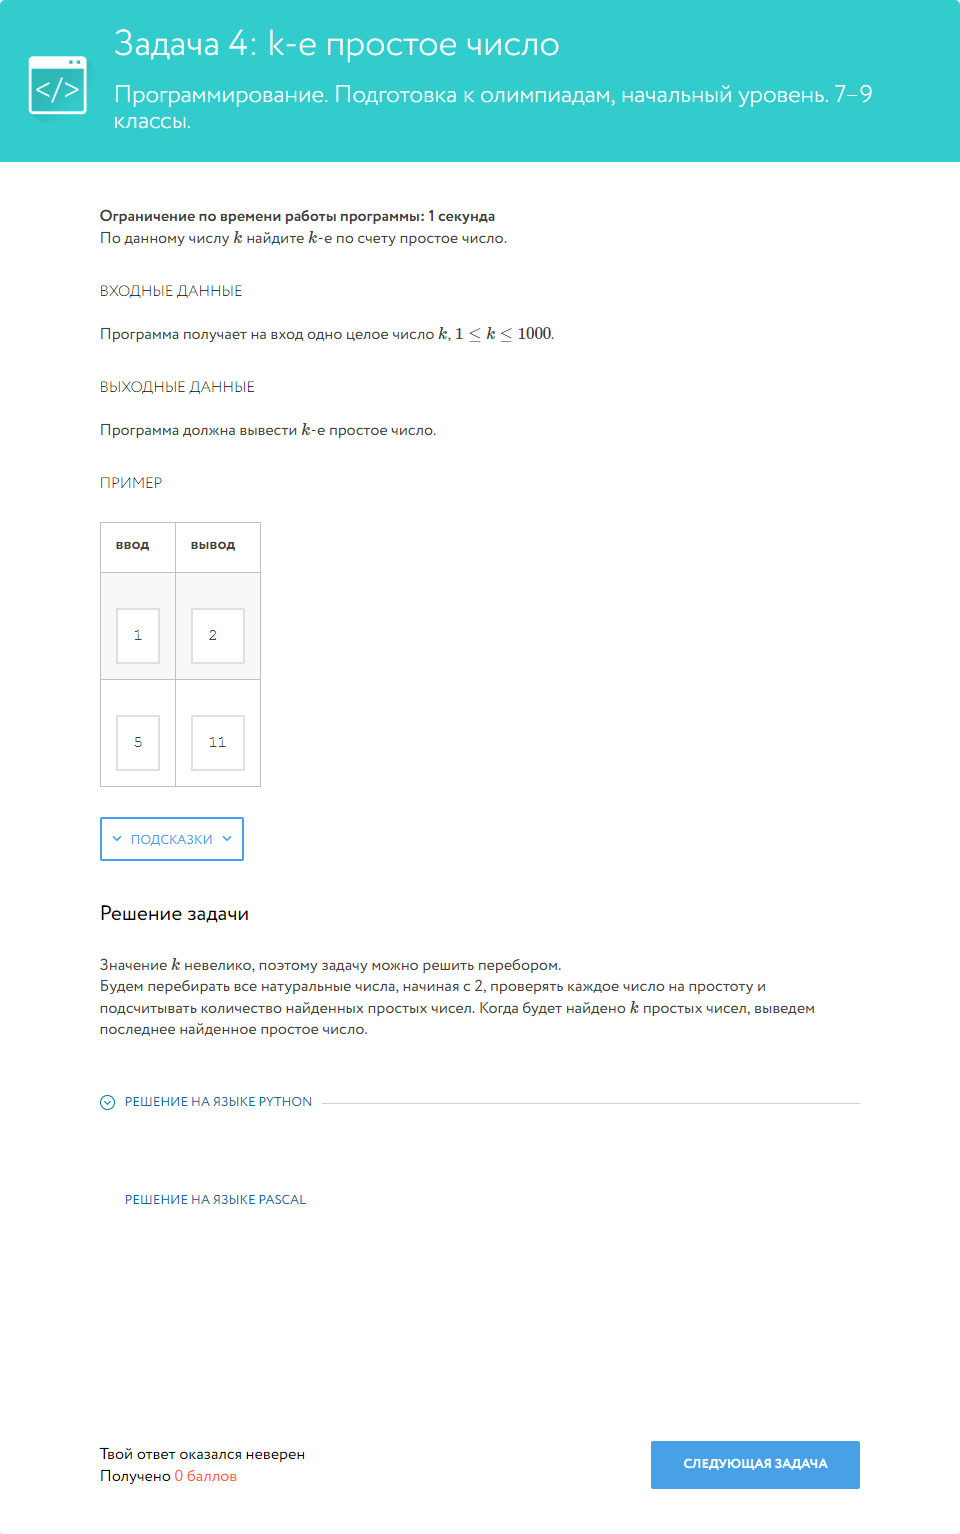 Задача 4: k-е простое число
Программирование. Подготовка к олимпиадам, начальный уровень. 7–9
классы.
</>
Ограничение по времени работы программы: 1 секунда
По данному числу k найдите k-е по счету простое число.
ВХОДНЫЕ ДАННЫЕ
Программа получает на вход одно целое число k, 1 ≤ k ≤ 1000.
ВЫХОДНЫЕ ДАННЫЕ
Программа должна вывести k-е простое число.
ПРИМЕР
ввод вывод
1 2
5 11
ПОДСКАЗКИ
Решение задачи
Значение k невелико, поэтому задачу можно решить перебором.
Будем перебирать все натуральные числа, начиная с 2, проверять каждое число на простоту и
подсчитывать количество найденных простых чисел. Когда будет найдено k простых чисел, выведем
последнее найденное простое число.
РЕШЕНИЕ НА ЯЗЫКЕ PYTHON
РЕШЕНИЕ НА ЯЗЫКЕ PASCAL
Твой ответ оказался неверен
Получено 0 баллов
СЛЕДУЮЩАЯ ЗАДАЧА